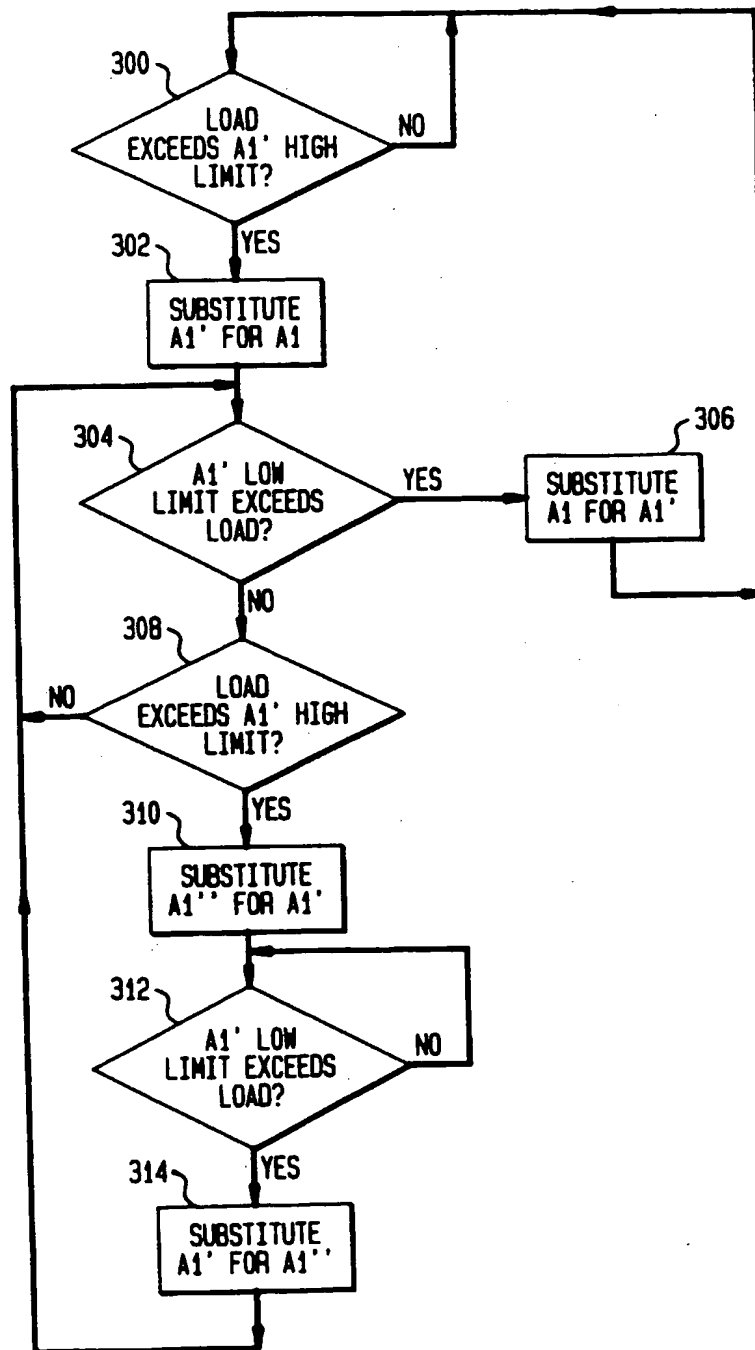 300
LOAD
EXCEEDS A1' HIGH
LIMIT?
NO
YES
302
SUBSTITUTE
A1' FOR A1
304
A1' LOW
LIMIT EXCEEDS
LOAD?
YES
306
SUBSTITUTE
A1 FOR A1'
NO
308
NO
LOAD
EXCEEDS A1' HIGH
LIMIT?
YES
310
SUBSTITUTE
A1'' FOR A1'
312
A1' LOW
LIMIT EXCEEDS
LOAD?
NO
YES
314
SUBSTITUTE
A1' FOR A1''